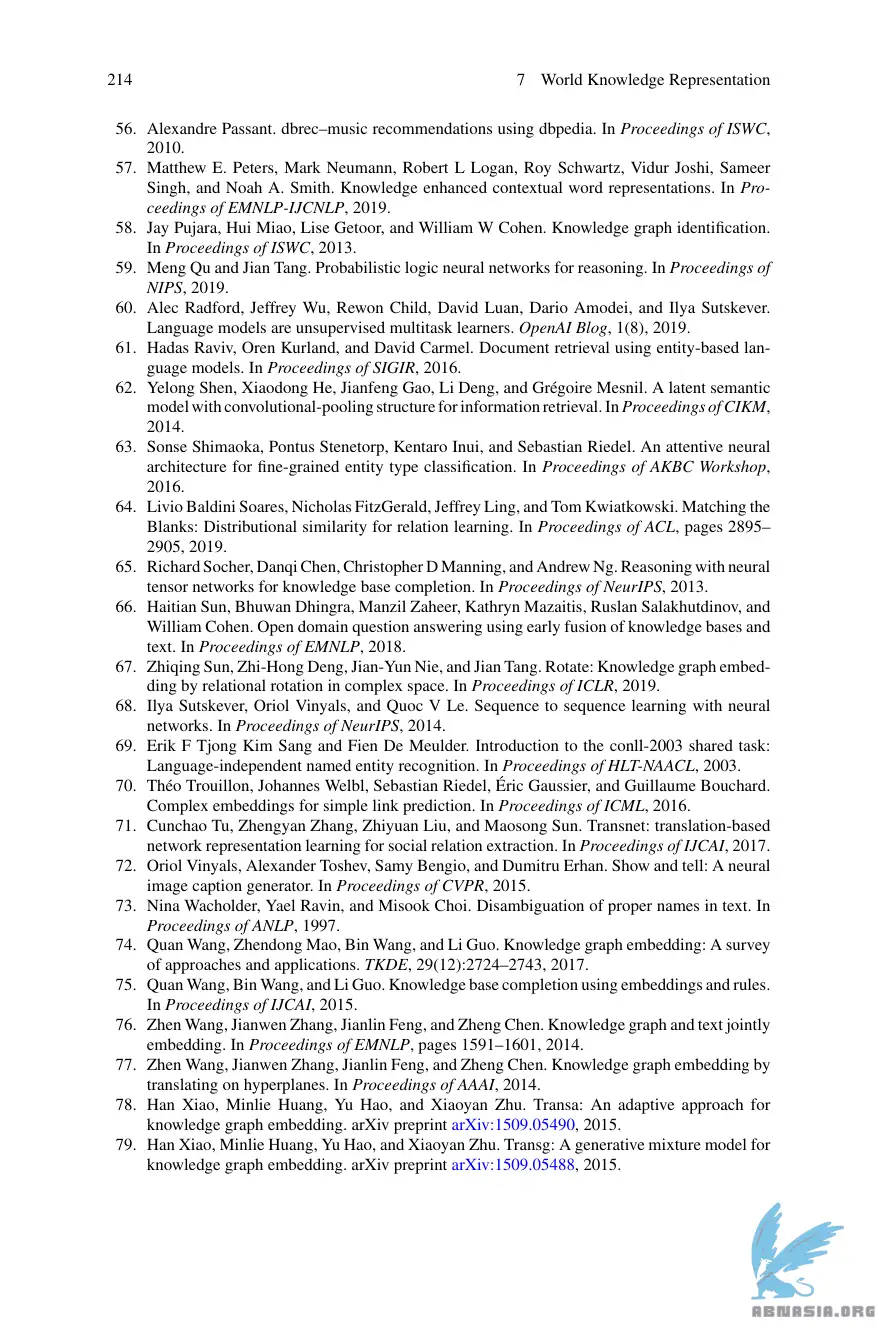 214
7 World Knowledge Representation
56. Alexandre Passant. dbrec–music recommendations using dbpedia. In Proceedings of ISWC,
2010.
57. Matthew E. Peters, Mark Neumann, Robert L Logan, Roy Schwartz, Vidur Joshi, Sameer
Singh, and Noah A. Smith. Knowledge enhanced contextual word representations. In Pro-
ceedings of EMNLP-IJCNLP, 2019.
58. Jay Pujara, Hui Miao, Lise Getoor, and William W Cohen. Knowledge graph identification.
In Proceedings of ISWC, 2013.
59. Meng Qu and Jian Tang. Probabilistic logic neural networks for reasoning. In Proceedings of
NIPS, 2019.
60. Alec Radford, Jeffrey Wu, Rewon Child, David Luan, Dario Amodei, and Ilya Sutskever.
Language models are unsupervised multitask learners. OpenAI Blog, 1(8), 2019.
61. Hadas Raviv, Oren Kurland, and David Carmel. Document retrieval using entity-based lan-
guage models. In Proceedings of SIGIR, 2016.
62. Yelong Shen, Xiaodong He, Jianfeng Gao, Li Deng, and Grégoire Mesnil. A latent semantic
model with convolutional-pooling structure for information retrieval. In Proceedings of CIKM,
2014.
63. Sonse Shimaoka, Pontus Stenetorp, Kentaro Inui, and Sebastian Riedel. An attentive neural
architecture for fine-grained entity type classification. In Proceedings of AKBC Workshop,
2016.
64. Livio Baldini Soares, Nicholas FitzGerald, Jeffrey Ling, and Tom Kwiatkowski. Matching the
Blanks: Distributional similarity for relation learning. In Proceedings of ACL, pages 2895–
2905, 2019.
65. Richard Socher, Danqi Chen, Christopher D Manning, and Andrew Ng. Reasoning with neural
tensor networks for knowledge base completion. In Proceedings of NeurIPS, 2013.
66. Haitian Sun, Bhuwan Dhingra, Manzil Zaheer, Kathryn Mazaitis, Ruslan Salakhutdinov, and
William Cohen. Open domain question answering using early fusion of knowledge bases and
text. In Proceedings of EMNLP, 2018.
67. Zhiqing Sun, Zhi-Hong Deng, Jian-Yun Nie, and Jian Tang. Rotate: Knowledge graph embed-
ding by relational rotation in complex space. In Proceedings of ICLR, 2019.
68. Ilya Sutskever, Oriol Vinyals, and Quoc V Le. Sequence to sequence learning with neural
networks. In Proceedings of NeurIPS, 2014.
69. Erik F Tjong Kim Sang and Fien De Meulder. Introduction to the conll-2003 shared task:
Language-independent named entity recognition. In Proceedings of HLT-NAACL, 2003.
70. Théo Trouillon, Johannes Welbl, Sebastian Riedel, Éric Gaussier, and Guillaume Bouchard.
Complex embeddings for simple link prediction. In Proceedings of ICML, 2016.
71. Cunchao Tu, Zhengyan Zhang, Zhiyuan Liu, and Maosong Sun. Transnet: translation-based
network representation learning for social relation extraction. In Proceedings of IJCAI, 2017.
72. Oriol Vinyals, Alexander Toshev, Samy Bengio, and Dumitru Erhan. Show and tell: A neural
image caption generator. In Proceedings of CVPR, 2015.
73. Nina Wacholder, Yael Ravin, and Misook Choi. Disambiguation of proper names in text. In
Proceedings of ANLP, 1997.
74. Quan Wang, Zhendong Mao, Bin Wang, and Li Guo. Knowledge graph embedding: A survey
of approaches and applications. TKDE, 29(12):2724–2743, 2017.
75. Quan Wang, Bin Wang, and Li Guo. Knowledge base completion using embeddings and rules.
In Proceedings of IJCAI, 2015.
76. Zhen Wang, Jianwen Zhang, Jianlin Feng, and Zheng Chen. Knowledge graph and text jointly
embedding. In Proceedings of EMNLP, pages 1591–1601, 2014.
77. Zhen Wang, Jianwen Zhang, Jianlin Feng, and Zheng Chen. Knowledge graph embedding by
translating on hyperplanes. In Proceedings of AAAI, 2014.
78. Han Xiao, Minlie Huang, Yu Hao, and Xiaoyan Zhu. Transa: An adaptive approach for
knowledge graph embedding. arXiv preprint arXiv:1509.05490, 2015.
79. Han Xiao, Minlie Huang, Yu Hao, and Xiaoyan Zhu. Transg: A generative mixture model for
knowledge graph embedding. arXiv preprint arXiv:1509.05488, 2015.
ABNASIA.ORG